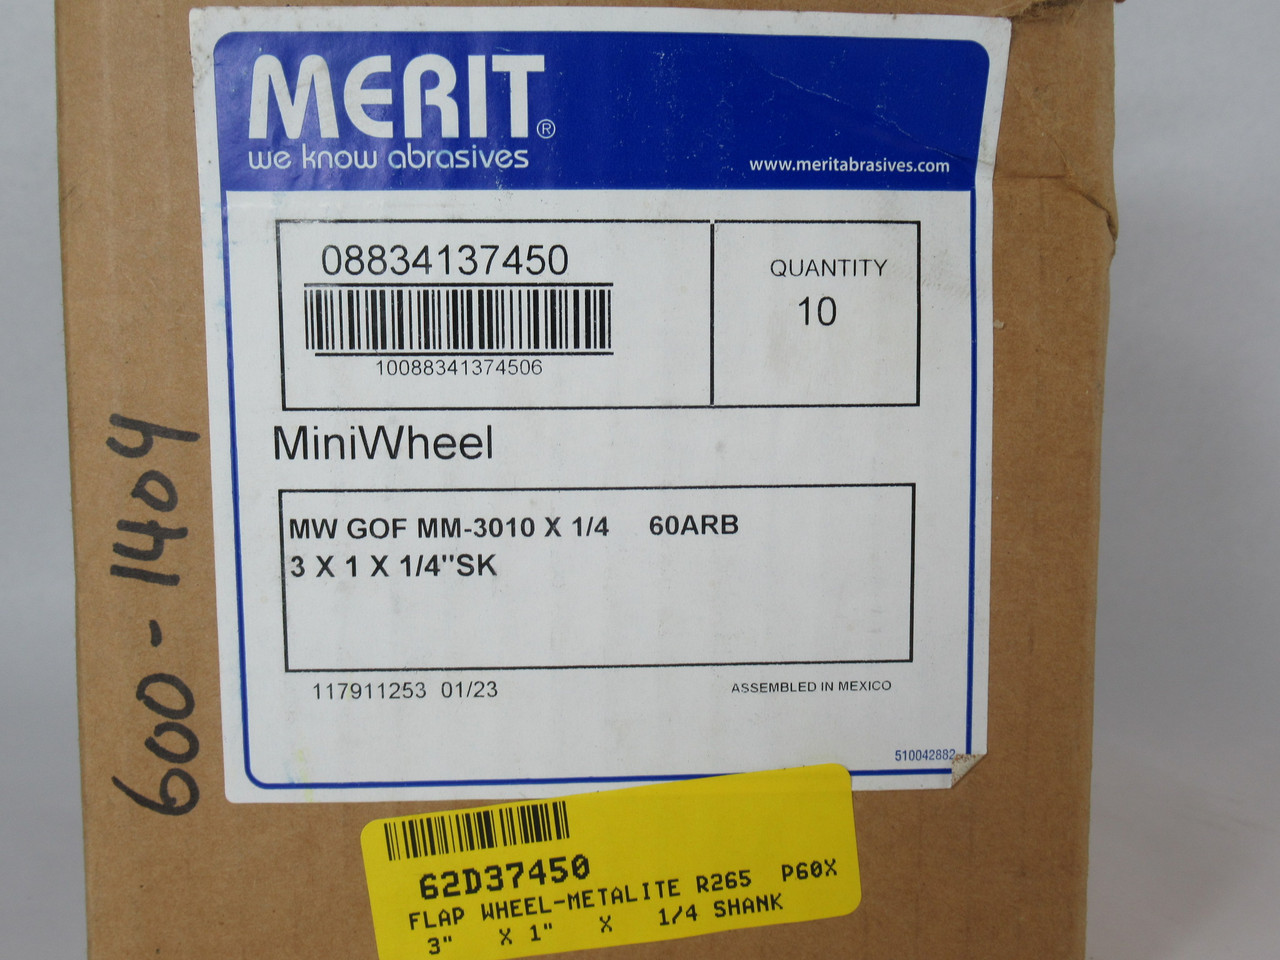 MERIT®
we know abrasives
www.meritabrasives.com
08834137450
QUANTITY
10
10088341374506
MiniWheel
MW GOF MM-3010 X 1/4 60ARB
3 X 1 X 1/4"SK
117911253 01/23
ASSEMBLED IN MEXICO
510042882
600-1404
62D37450
FLAP WHEEL-METALITE R265 P60X
3" X 1" X 1/4 SHANK